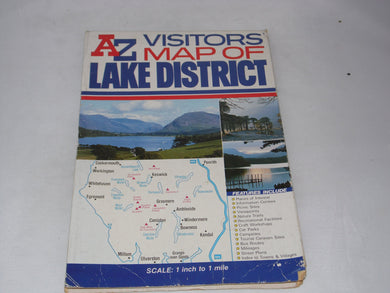 AZ VISITORS
MAP OF
LAKE DISTRICT
Cockermouth
Penrith
Workington
Keswick
Whitehaven
Egremont
Grasmere
Ambleside
Coniston
Windermere
Bowness
Kendal
Millom
Ulverston
Grange-over-Sands
FEATURES INCLUDE
Places of Interest
Information Centres
Picnic Sites
Viewpoints
Nature Trails
Recreational Facilities
Craft Workshops
Car Parks
Campsites
Touring Caravan Sites
Bus Routes
Mileages
Street Plans
Index to Towns & Villages
SCALE: 1 inch to 1 mile